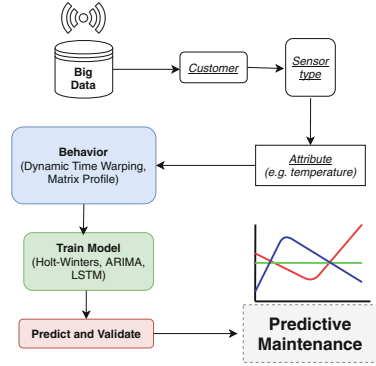 Big
Data
Customer
Sensor
type
Attribute
(e.g. temperature)
Behavior
(Dynamic Time Warping,
Matrix Profile)
Train Model
(Holt-Winters, ARIMA,
LSTM)
Predict and Validate
Predictive
Maintenance